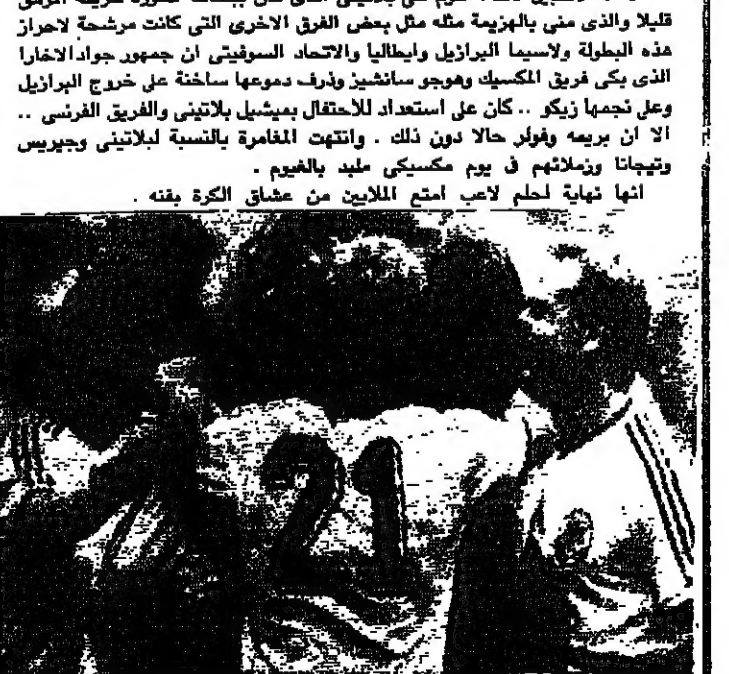 قليلا والذى منى بالهزيمة مثله مثل بعض الفرق الاخرى التى كانت مرشحة لاحراز
هذه البطولة ولاسيما البرازيل وايطاليا والاتحاد السوفيتى ان جمهور جوادالاخارا
الذى بكى فريق المكسيك وهوجو سانشيز وذرف دموعها ساخنة على خروج البرازيل
وعلى نجمها زيكو .. كان على استعداد للاحتفال بميشيل بلاتينى والفريق الفرنسى ..
الا ان بريمه وفولر حالا دون ذلك . وانتهت المغامرة بالنسبة لبلاتينى وجيريس
وتيجانا وزملائهم فى يوم مكسيكى ملبد بالغيوم .
انها نهاية لحلم لاعب امتع الملايين من عشاق الكرة بفنه .
21